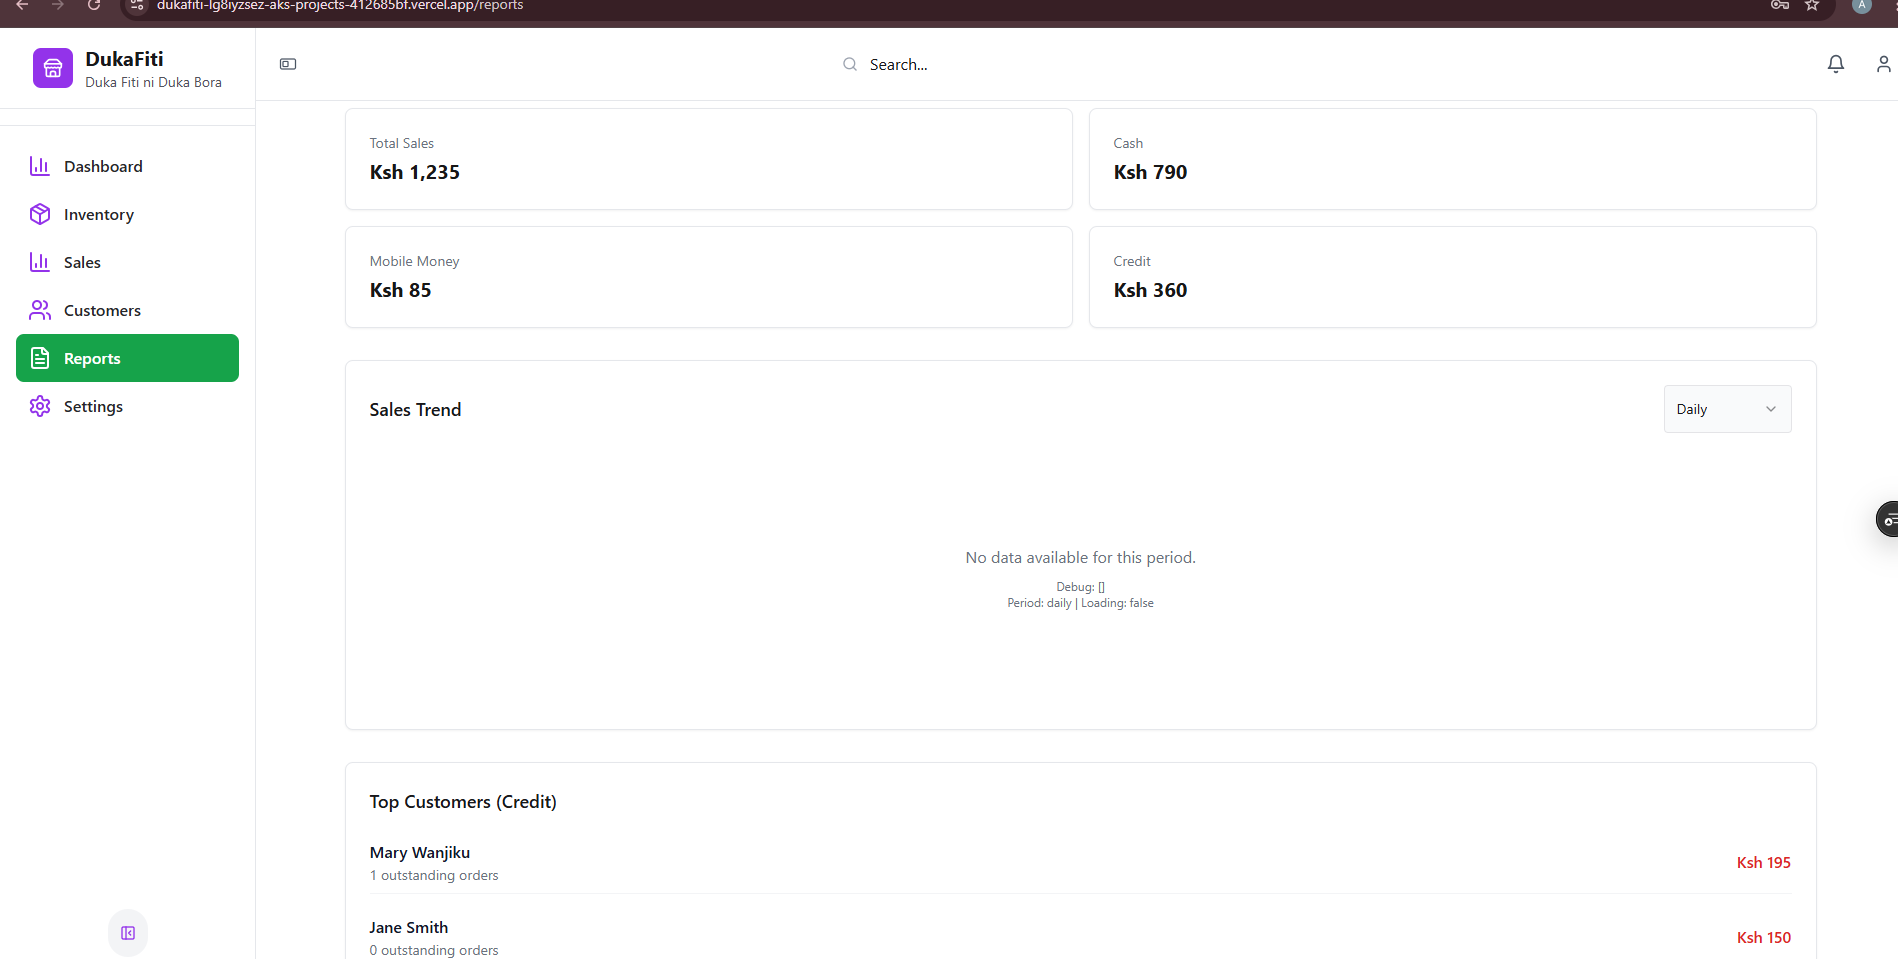 dukafiti-lg8iyzsez-aks-projects-412685bf.vercel.app/reports
A
DukaFiti
Duka Fiti ni Duka Bora
Search...
Dashboard
Inventory
Sales
Customers
Reports
Settings
Total Sales
Ksh 1,235
Cash
Ksh 790
Mobile Money
Ksh 85
Credit
Ksh 360
Sales Trend
Daily
No data available for this period.
Debug: []
Period: daily | Loading: false
Top Customers (Credit)
Mary Wanjiku
1 outstanding orders
Ksh 195
Jane Smith
0 outstanding orders
Ksh 150